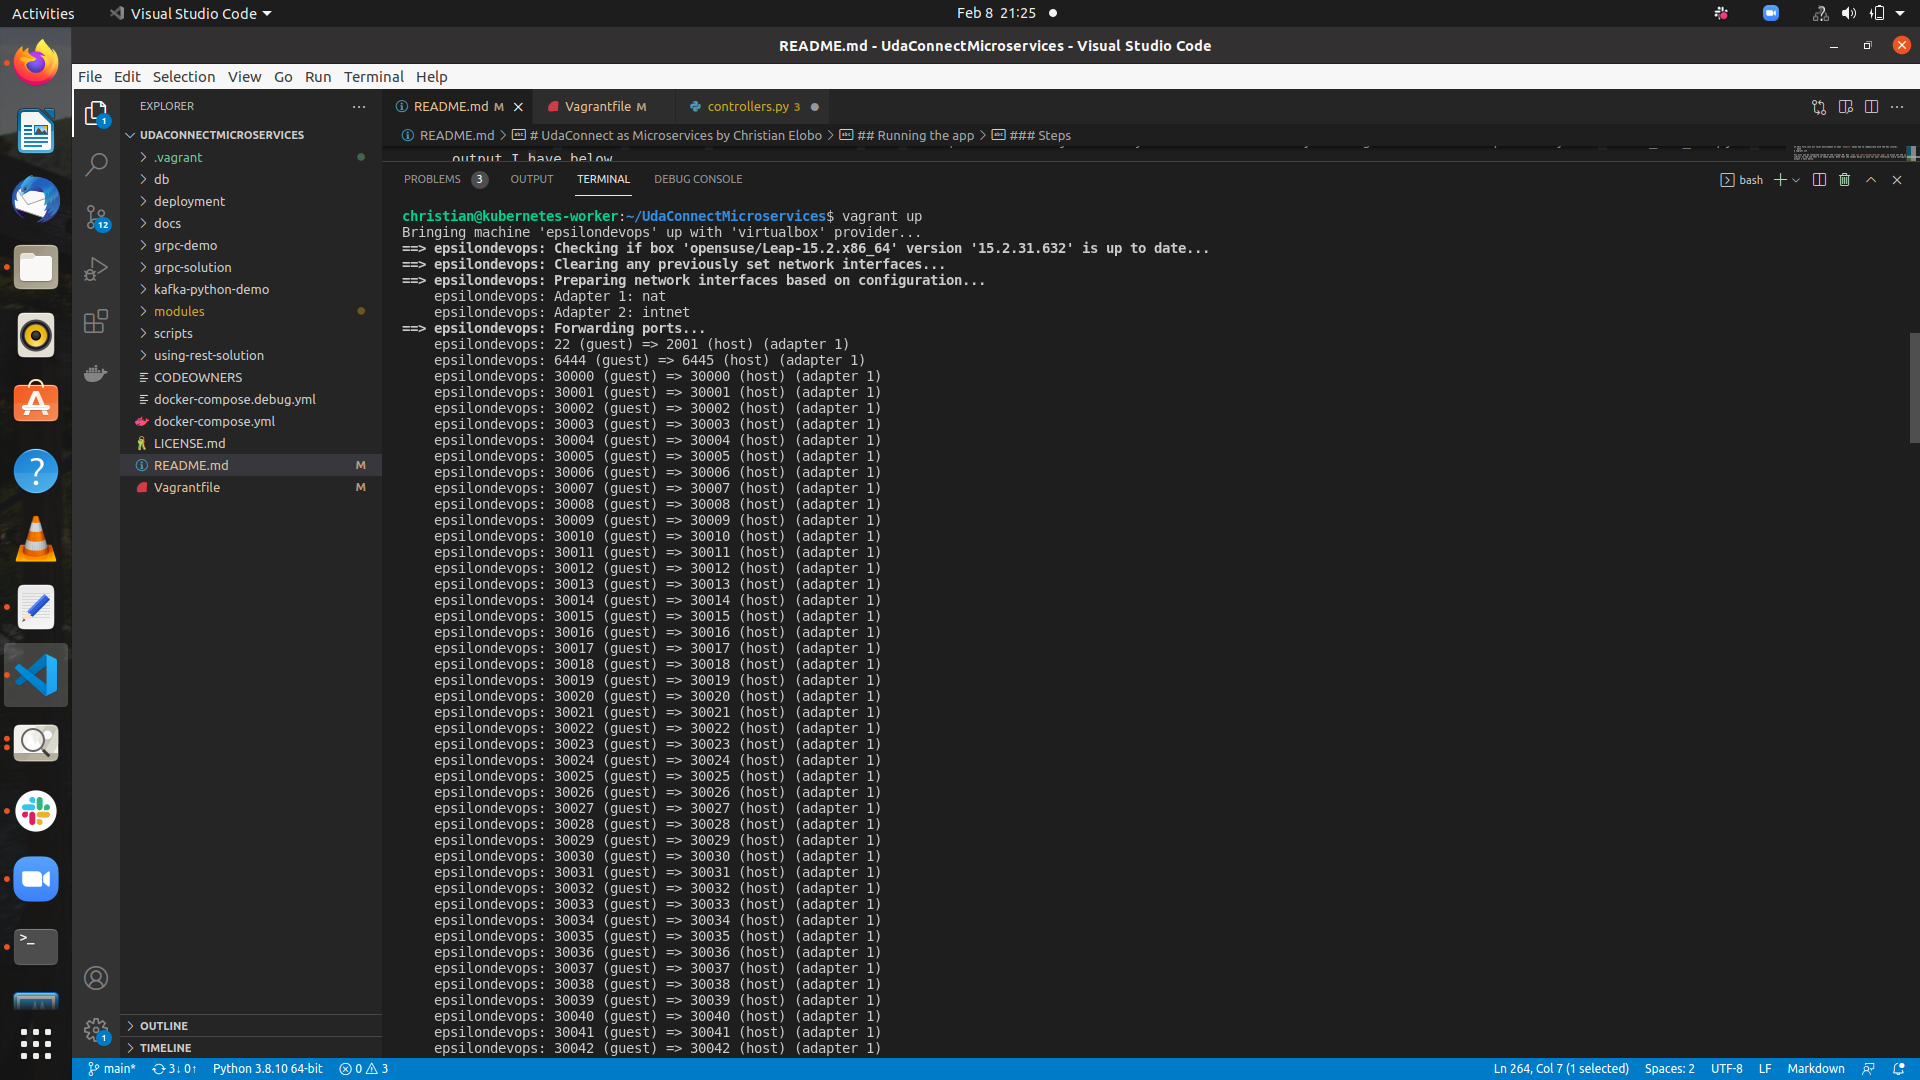 Activities
Visual Studio Code
Feb 8 21:25
README.md - UdaConnectMicroservices - Visual Studio Code
File Edit Selection View Go Run Terminal Help
EXPLORER
UDACONNECTMICROSERVICES
.vagrant
db
deployment
docs
grpc-demo
grpc-solution
kafka-python-demo
modules
scripts
using-rest-solution
CODEOWNERS
docker-compose.debug.yml
docker-compose.yml
LICENSE.md
README.md M
Vagrantfile M
OUTLINE
TIMELINE
1
12
1
README.md M
Vagrantfile M
controllers.py 3
README.md > # UdaConnect as Microservices by Christian Elobo > ## Running the app > ### Steps
output I have below
PROBLEMS 3 OUTPUT TERMINAL DEBUG CONSOLE
bash
christian@kubernetes-worker:~/UdaConnectMicroservices$ vagrant up
Bringing machine 'epsilondevops' up with 'virtualbox' provider...
==> epsilondevops: Checking if box 'opensuse/Leap-15.2.x86_64' version '15.2.31.632' is up to date...
==> epsilondevops: Clearing any previously set network interfaces...
==> epsilondevops: Preparing network interfaces based on configuration...
epsilondevops: Adapter 1: nat
epsilondevops: Adapter 2: intnet
==> epsilondevops: Forwarding ports...
epsilondevops: 22 (guest) => 2001 (host) (adapter 1)
epsilondevops: 6444 (guest) => 6445 (host) (adapter 1)
epsilondevops: 30000 (guest) => 30000 (host) (adapter 1)
epsilondevops: 30001 (guest) => 30001 (host) (adapter 1)
epsilondevops: 30002 (guest) => 30002 (host) (adapter 1)
epsilondevops: 30003 (guest) => 30003 (host) (adapter 1)
epsilondevops: 30004 (guest) => 30004 (host) (adapter 1)
epsilondevops: 30005 (guest) => 30005 (host) (adapter 1)
epsilondevops: 30006 (guest) => 30006 (host) (adapter 1)
epsilondevops: 30007 (guest) => 30007 (host) (adapter 1)
epsilondevops: 30008 (guest) => 30008 (host) (adapter 1)
epsilondevops: 30009 (guest) => 30009 (host) (adapter 1)
epsilondevops: 30010 (guest) => 30010 (host) (adapter 1)
epsilondevops: 30011 (guest) => 30011 (host) (adapter 1)
epsilondevops: 30012 (guest) => 30012 (host) (adapter 1)
epsilondevops: 30013 (guest) => 30013 (host) (adapter 1)
epsilondevops: 30014 (guest) => 30014 (host) (adapter 1)
epsilondevops: 30015 (guest) => 30015 (host) (adapter 1)
epsilondevops: 30016 (guest) => 30016 (host) (adapter 1)
epsilondevops: 30017 (guest) => 30017 (host) (adapter 1)
epsilondevops: 30018 (guest) => 30018 (host) (adapter 1)
epsilondevops: 30019 (guest) => 30019 (host) (adapter 1)
epsilondevops: 30020 (guest) => 30020 (host) (adapter 1)
epsilondevops: 30021 (guest) => 30021 (host) (adapter 1)
epsilondevops: 30022 (guest) => 30022 (host) (adapter 1)
epsilondevops: 30023 (guest) => 30023 (host) (adapter 1)
epsilondevops: 30024 (guest) => 30024 (host) (adapter 1)
epsilondevops: 30025 (guest) => 30025 (host) (adapter 1)
epsilondevops: 30026 (guest) => 30026 (host) (adapter 1)
epsilondevops: 30027 (guest) => 30027 (host) (adapter 1)
epsilondevops: 30028 (guest) => 30028 (host) (adapter 1)
epsilondevops: 30029 (guest) => 30029 (host) (adapter 1)
epsilondevops: 30030 (guest) => 30030 (host) (adapter 1)
epsilondevops: 30031 (guest) => 30031 (host) (adapter 1)
epsilondevops: 30032 (guest) => 30032 (host) (adapter 1)
epsilondevops: 30033 (guest) => 30033 (host) (adapter 1)
epsilondevops: 30034 (guest) => 30034 (host) (adapter 1)
epsilondevops: 30035 (guest) => 30035 (host) (adapter 1)
epsilondevops: 30036 (guest) => 30036 (host) (adapter 1)
epsilondevops: 30037 (guest) => 30037 (host) (adapter 1)
epsilondevops: 30038 (guest) => 30038 (host) (adapter 1)
epsilondevops: 30039 (guest) => 30039 (host) (adapter 1)
epsilondevops: 30040 (guest) => 30040 (host) (adapter 1)
epsilondevops: 30041 (guest) => 30041 (host) (adapter 1)
epsilondevops: 30042 (guest) => 30042 (host) (adapter 1)
main* 3↓ 0↑ Python 3.8.10 64-bit 0 3
Ln 264, Col 7 (1 selected) Spaces: 2 UTF-8 LF Markdown